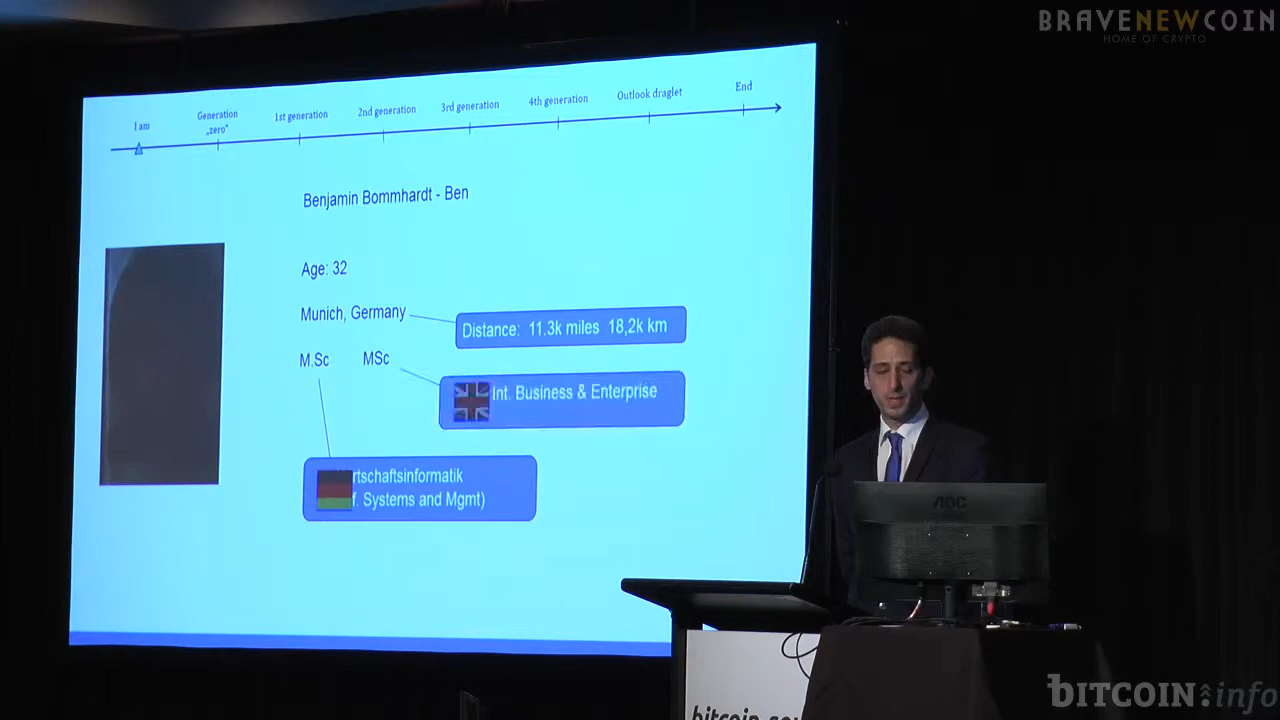 BRAVENEWCOIN
HOME OF CRYPTO
I am
Generation
„zero"
1st generation
2nd generation
3rd generation
4th generation
Outlook draglet
End
Benjamin Bommhardt - Ben
Age: 32
Munich, Germany
Distance: 11.3k miles 18,2k km
M.Sc
MSc
Int. Business & Enterprise
rtschaftsinformatik
f. Systems and Mgmt)
AOC
bitcoin
BITCOIN info